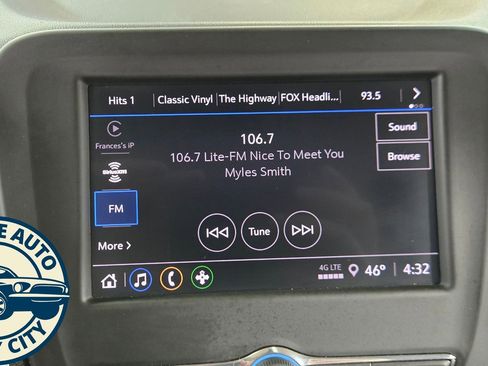 Hits 1 Classic Vinyl The Highway FOX Headli... 93.5
Frances's iP
SiriusXM
FM
More
106.7
106.7 Lite-FM Nice To Meet You
Myles Smith
Tune
Sound
Browse
4G LTE
46° 4:32
AUTO
CITY